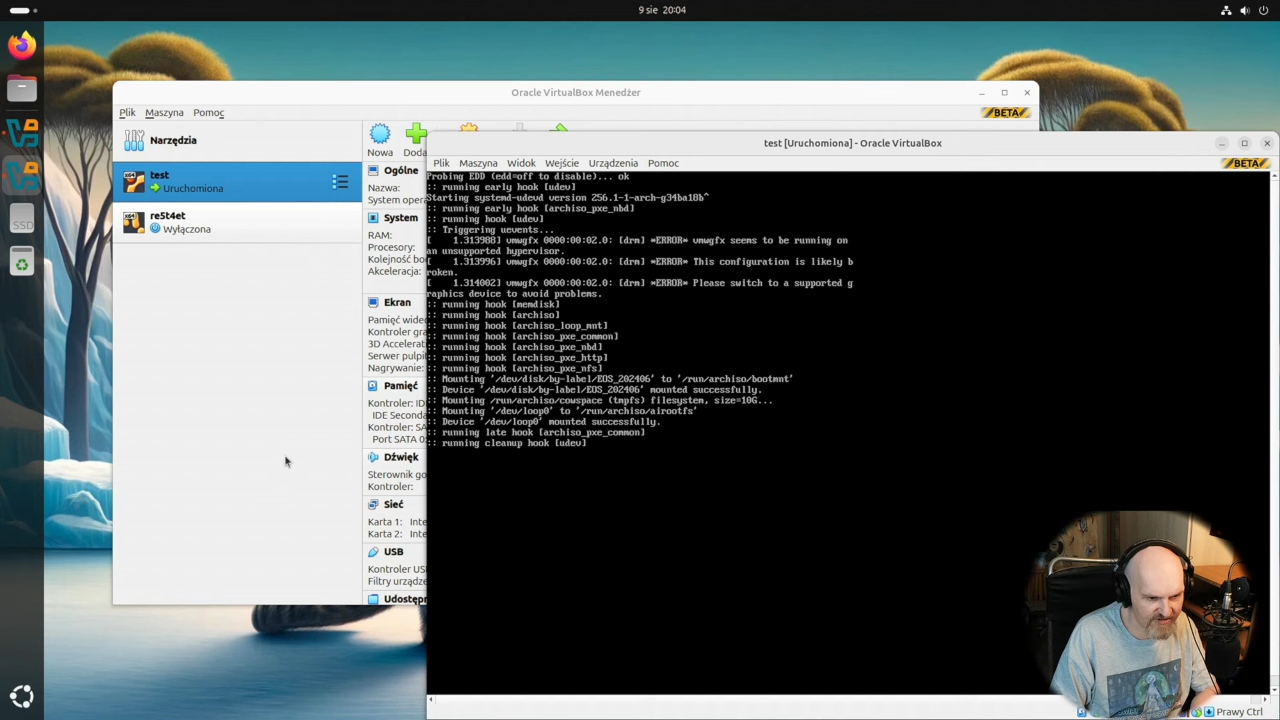 9 sie 20:04
Oracle VirtualBox Menedżer
Plik Maszyna Pomoc
BETA
Narzędzia
Nowa
test
Uruchomiona
re5t4et
Wyłączona
SSD
Ogólne
Nazwa:
System
RAM:
Procesory:
Akceleracja:
Ekran
3D
Nagrywanie:
Pamięć
Kontroler:
Port SATA
Dźwięk
Sterownik
Kontroler:
Sieć
Karta 1:
Karta 2:
USB
Kontroler
Filtry
test [Uruchomiona] - Oracle VirtualBox
Plik Maszyna Widok Wejście Urządzenia Pomoc
BETA
Probing EDD (edd=off to disable)... ok
:: running early hook [udev]
Starting systemd-udevd version 256.1-1-arch-g34ba18b^
:: running early hook [archiso_pxe_nbd]
:: running hook [udev]
:: Triggering uevents...
[    1.313988] vmwgfx 0000:00:02.0: [drm] *ERROR* vmwgfx seems to be running on
an unsupported hypervisor.
[    1.313996] vmwgfx 0000:00:02.0: [drm] *ERROR* This configuration is likely b
roken.
[    1.314002] vmwgfx 0000:00:02.0: [drm] *ERROR* Please switch to a supported g
raphics device to avoid problems.
:: running hook [memdisk]
:: running hook [archiso]
:: running hook [archiso_loop_mnt]
:: running hook [archiso_pxe_common]
:: running hook [archiso_pxe_nbd]
:: running hook [archiso_pxe_http]
:: running hook [archiso_pxe_nfs]
:: Mounting '/dev/disk/by-label/EOS_202406' to '/run/archiso/bootmnt'
:: Device '/dev/disk/by-label/EOS_202406' mounted successfully.
:: Mounting /run/archiso/cowspace (tmpfs) filesystem, size=10G...
:: Mounting '/dev/loop0' to '/run/archiso/airootfs'
:: Device '/dev/loop0' mounted successfully.
:: running late hook [archiso_pxe_common]
:: running cleanup hook [udev]
Prawy Ctrl